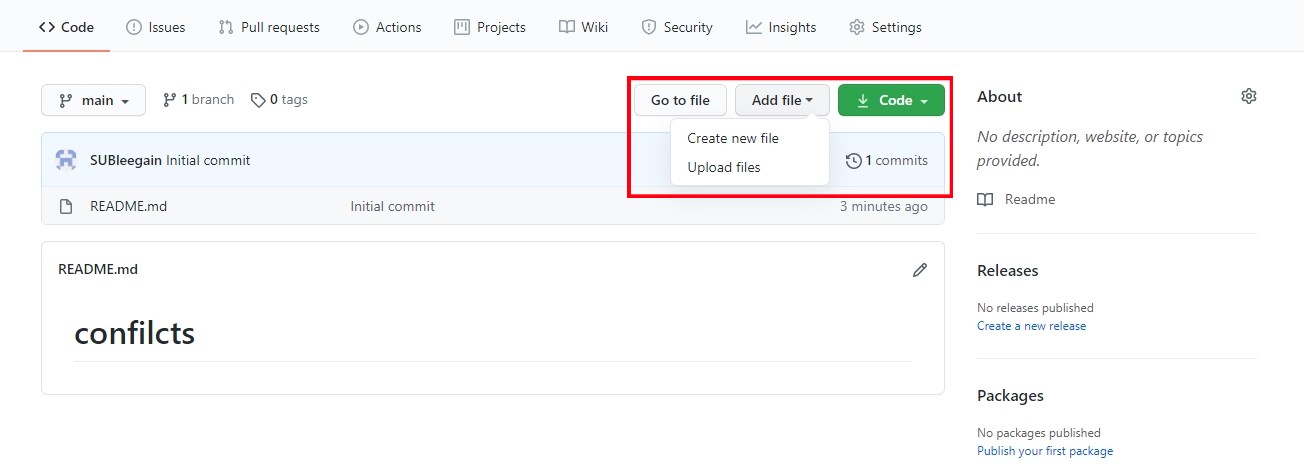 Code Issues Pull requests Actions Projects Wiki Security Insights Settings
main 1 branch 0 tags Go to file Add file Code
Create new file
Upload files
SUBleegain Initial commit 1 commits
README.md Initial commit 3 minutes ago
README.md
confilcts
About
No description, website, or topics
provided.
Readme
Releases
No releases published
Create a new release
Packages
No packages published
Publish your first package